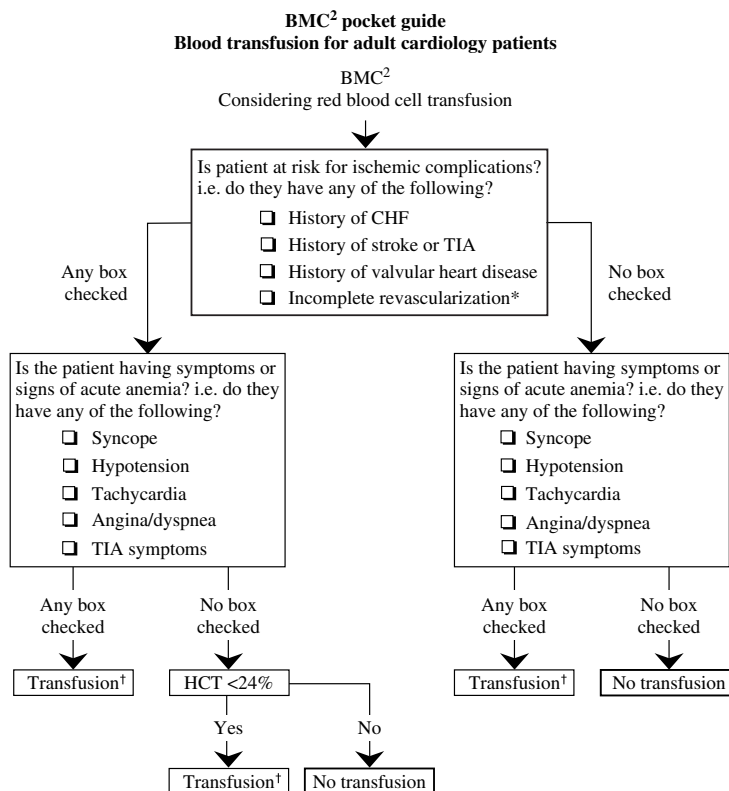 BMC² pocket guide
Blood transfusion for adult cardiology patients
BMC²
Considering red blood cell transfusion
Is patient at risk for ischemic complications?
i.e. do they have any of the following?
❏ History of CHF
❏ History of stroke or TIA
❏ History of valvular heart disease
❏ Incomplete revascularization*
Any box
checked
No box
checked
Is the patient having symptoms or
signs of acute anemia? i.e. do they
have any of the following?
❏ Syncope
❏ Hypotension
❏ Tachycardia
❏ Angina/dyspnea
❏ TIA symptoms
Is the patient having symptoms or
signs of acute anemia? i.e. do they
have any of the following?
❏ Syncope
❏ Hypotension
❏ Tachycardia
❏ Angina/dyspnea
❏ TIA symptoms
Any box
checked
No box
checked
Any box
checked
No box
checked
Transfusion†
HCT <24%
Transfusion†
No transfusion
Yes
No
Transfusion†
No transfusion